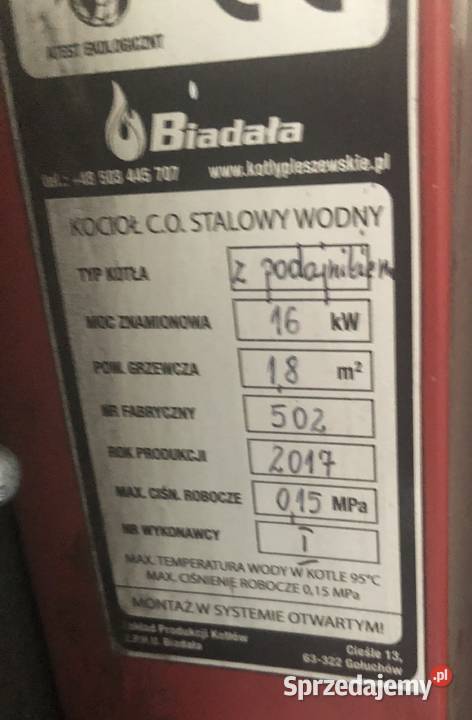 ATEST EKOLOGICZNY
Biadała
tel.: +48 503 445 707 www.kotlypleszewskie.pl
KOCIOŁ C.O. STALOWY WODNY
TYP KOTŁA z podajnikiem
MOC ZNAMIONOWA 16 kW
POW. GRZEWCZA 1,8 m²
NR FABRYCZNY 502
ROK PRODUKCJI 2017
MAX. CIŚN. ROBOCZE 0,15 MPa
NR WYKONAWCY I
MAX. TEMPERATURA WODY W KOTLE 95°C
MAX. CIŚNIENIE ROBOCZE 0,15 MPa
MONTAŻ W SYSTEMIE OTWARTYM!
Zakład Produkcji Kotłów Cieśle 13,
Z.P.H.U. Biadała 63-322 Gołuchów
Sprzedajemy.pl